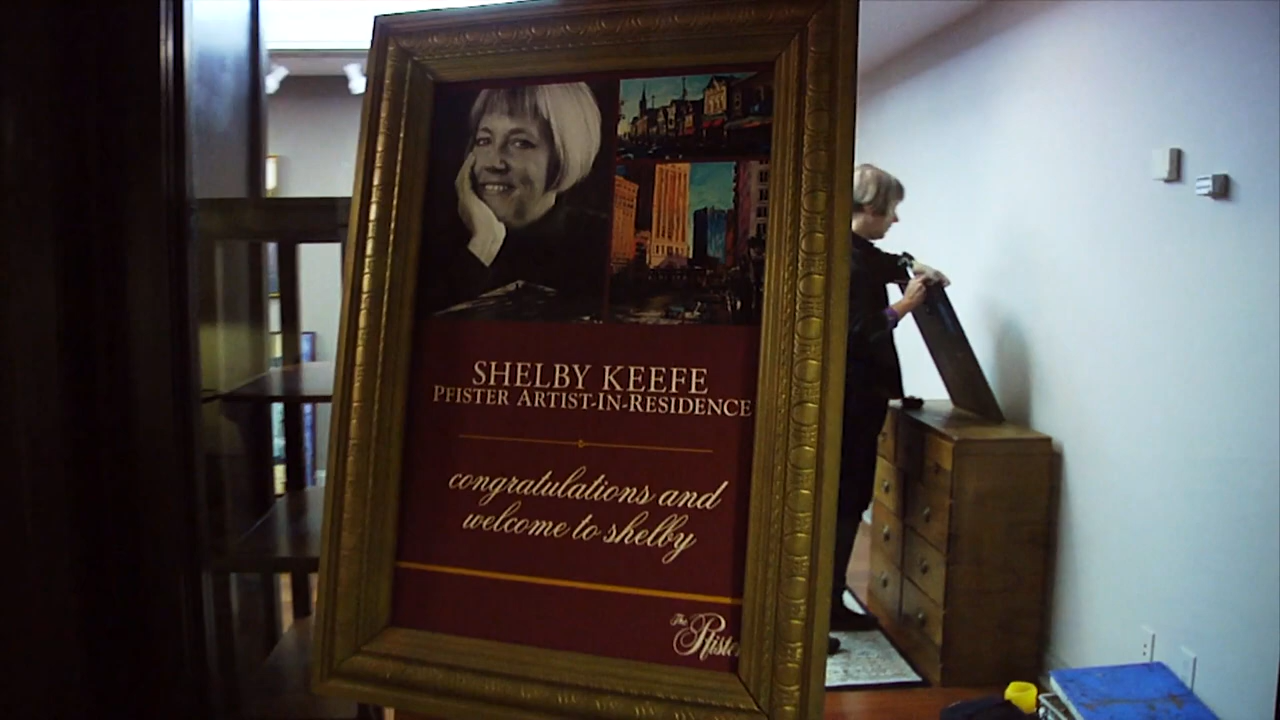 SHELBY KEEFE
PFISTER ARTIST-IN-RESIDENCE
congratulations and
welcome to shelby
The
Pfister